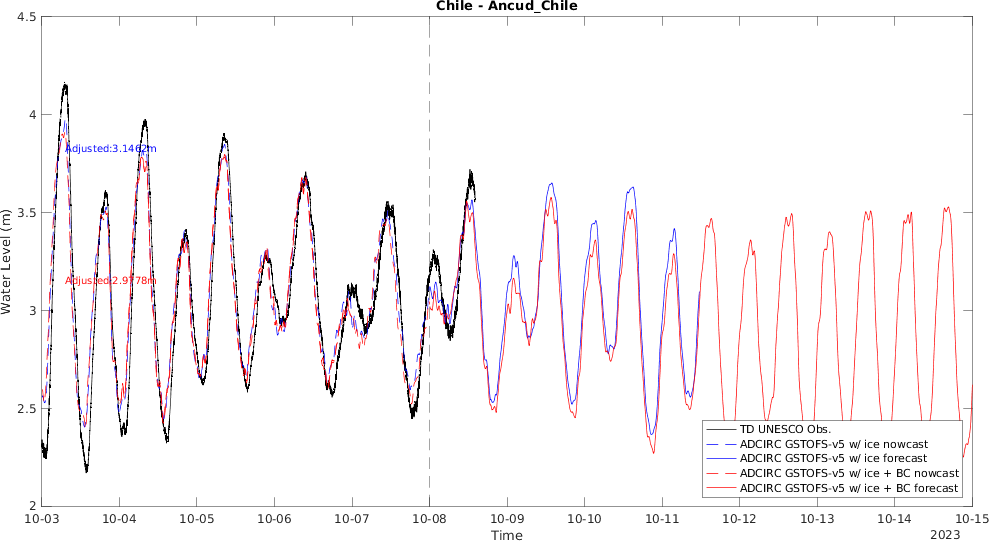 Chile - Ancud_Chile
4.5
4
3.5
3
2.5
2
Water Level (m)
Adjusted:3.1462m
Adjusted:2.9778m
10-03
10-04
10-05
10-06
10-07
10-08
10-09
10-10
10-11
10-12
10-13
10-14
10-15
Time
2023
TD UNESCO Obs.
ADCIRC GSTOFS-v5 w/ ice nowcast
ADCIRC GSTOFS-v5 w/ ice forecast
ADCIRC GSTOFS-v5 w/ ice + BC nowcast
ADCIRC GSTOFS-v5 w/ ice + BC forecast